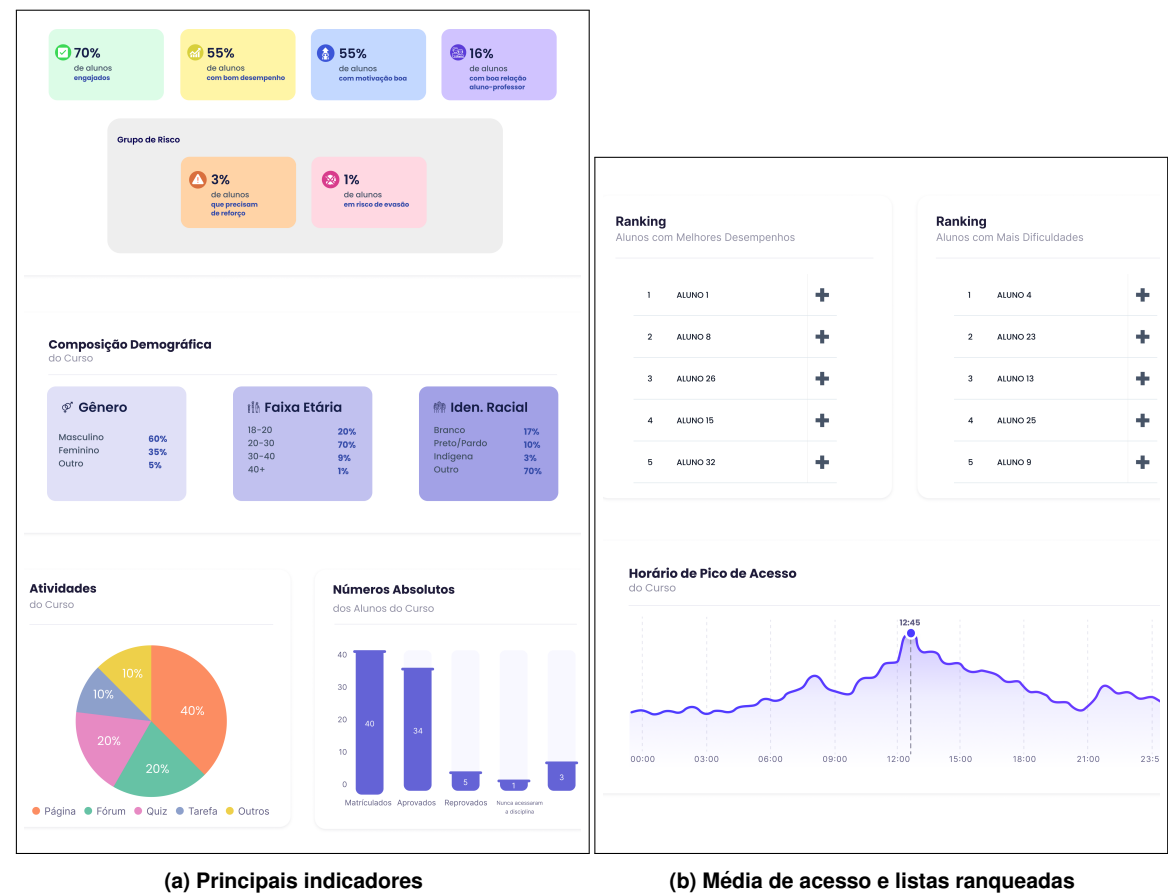 70%
de alunos
engajados
55%
de alunos
com bom desempenho
55%
de alunos
com motivação boa
16%
de alunos
com boa relação
aluno-professor
Grupo de Risco
3%
de alunos
que precisam
de reforço
1%
de alunos
em risco de evasão
Composição Demográfica
do Curso
Gênero
Masculino 60%
Feminino 35%
Outro 5%
Faixa Etária
18-20 20%
20-30 70%
30-40 9%
40+ 1%
Iden. Racial
Branco 17%
Preto/Pardo 10%
Indígena 3%
Outro 70%
Atividades
do Curso
10%
10%
40%
20%
20%
Página Fórum Quiz Tarefa Outros
Números Absolutos
dos Alunos do Curso
40
30
20
10
0
40
34
5
1
3
Matriculados Aprovados Reprovados Nunca acessaram
a disciplina
(a) Principais indicadores
Ranking
Alunos com Melhores Desempenhos
1 ALUNO 1
2 ALUNO 8
3 ALUNO 26
4 ALUNO 15
5 ALUNO 32
Ranking
Alunos com Mais Dificuldades
1 ALUNO 4
2 ALUNO 23
3 ALUNO 13
4 ALUNO 25
5 ALUNO 9
Horário de Pico de Acesso
do Curso
12:45
00:00 03:00 06:00 09:00 12:00 15:00 18:00 21:00 23:5
(b) Média de acesso e listas ranqueadas